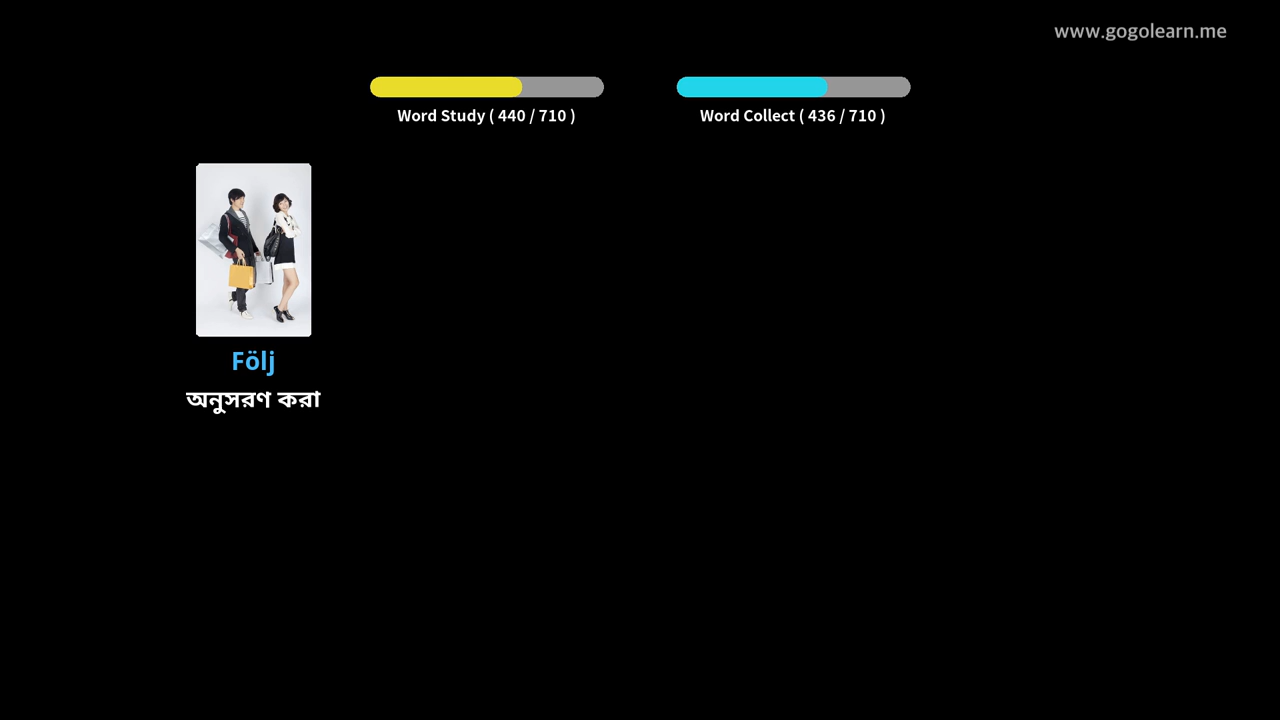 www.gogolearn.me
Word Study ( 440 / 710 )
Word Collect ( 436 / 710 )
Följ
অনুসরণ করা